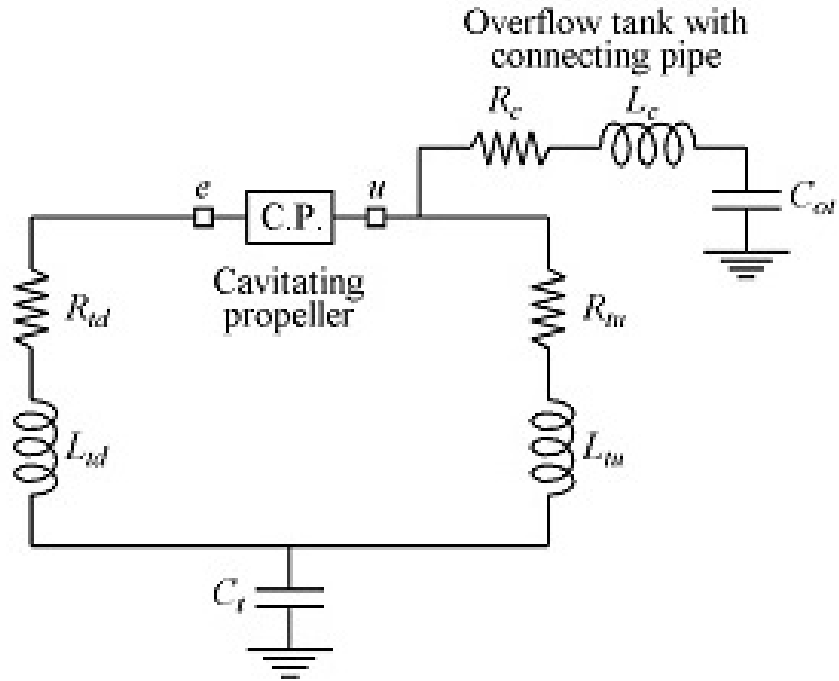 Overflow tank with
connecting pipe
R_c
L_c
C_ot
e
C.P.
u
Cavitating
propeller
R_td
R_tu
L_td
L_tu
C_t